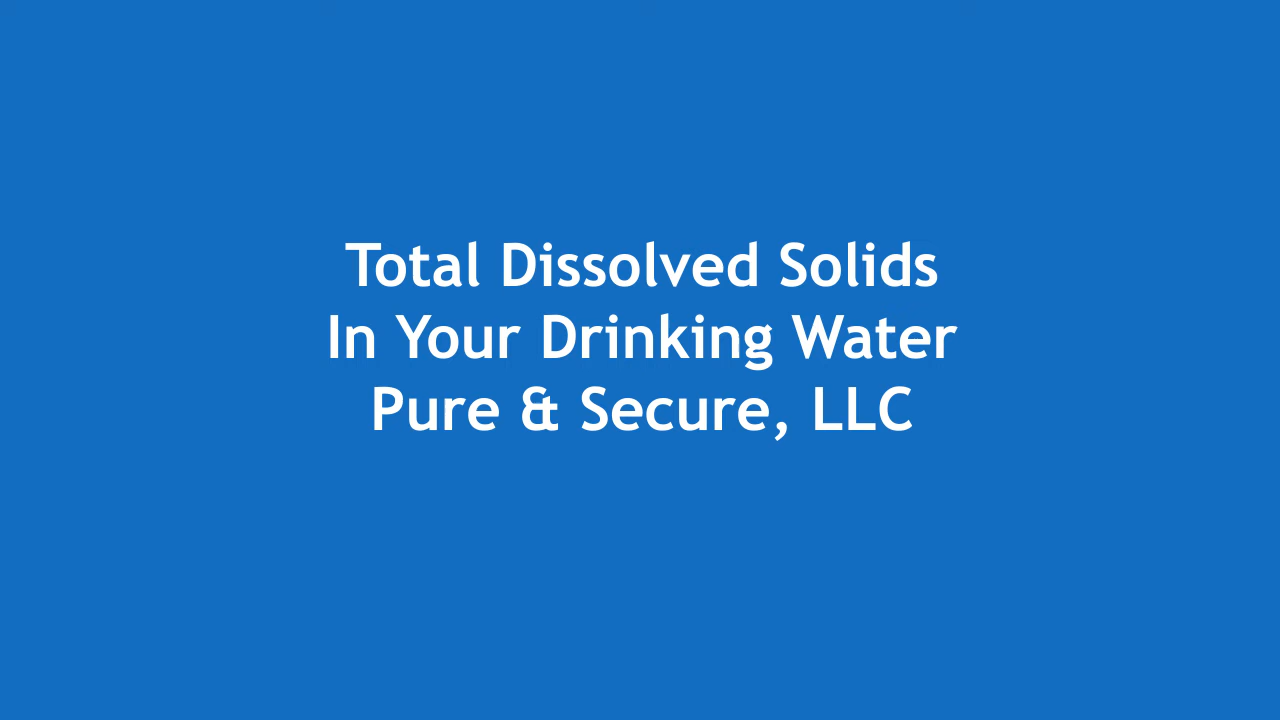 Total Dissolved Solids
In Your Drinking Water
Pure & Secure, LLC